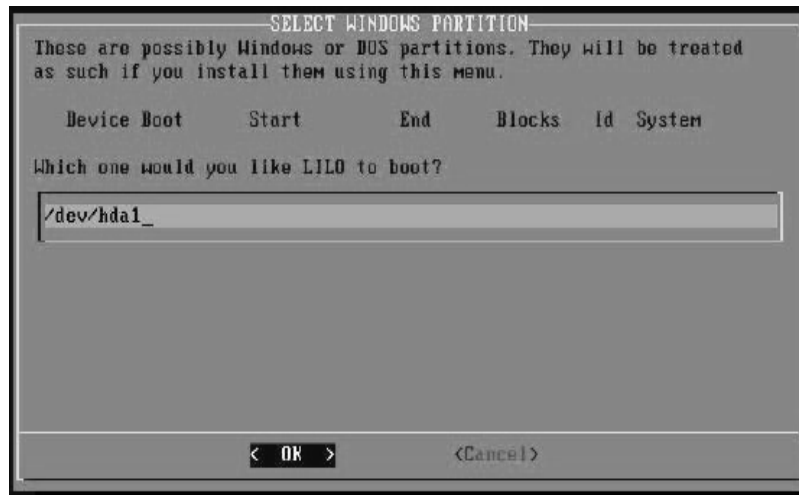 SELECT WINDOWS PARTITION
These are possibly Windows or DOS partitions. They will be treated
as such if you install them using this menu.
Device Boot Start End Blocks Id System
Which one would you like LILO to boot?
/dev/hda1_
< OK > <Cancel>